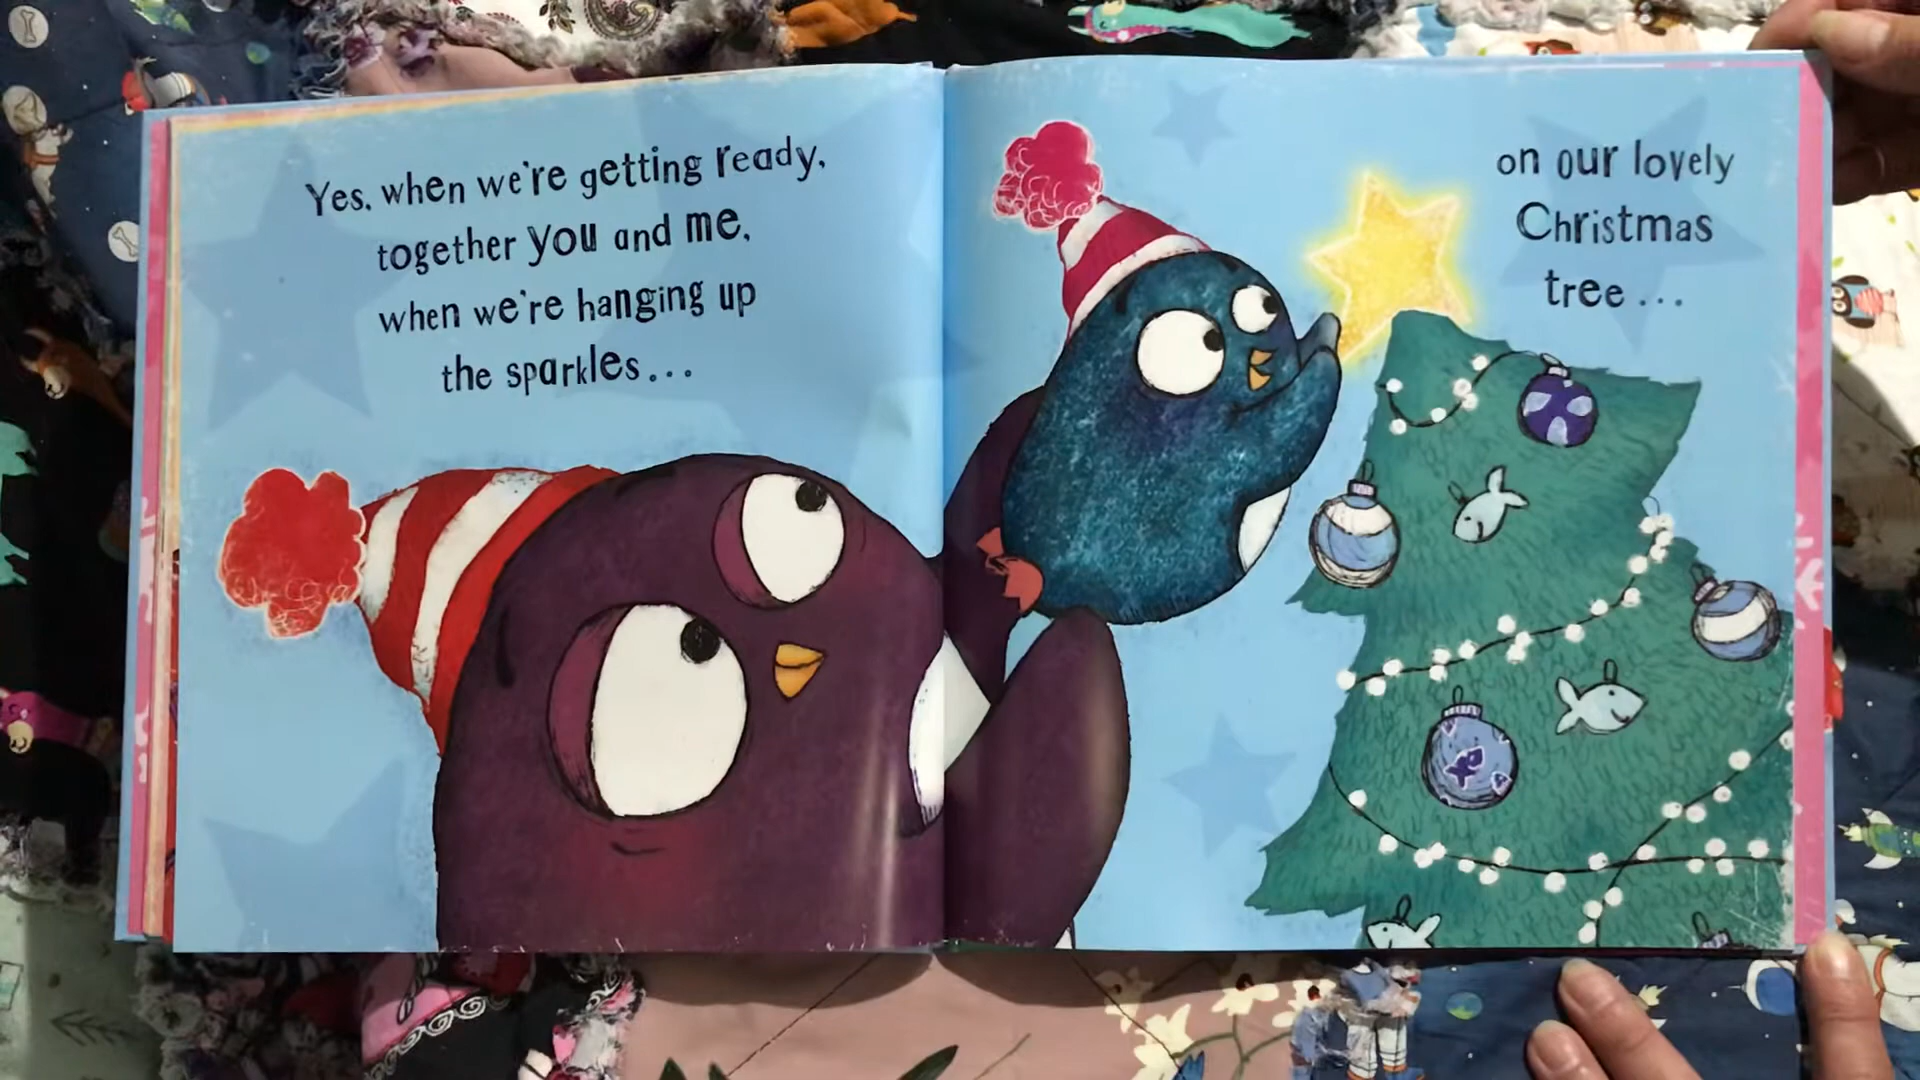 Yes, when we're getting ready,
together you and me,
when we're hanging up
the sparkles...
on our lovely
Christmas
tree...